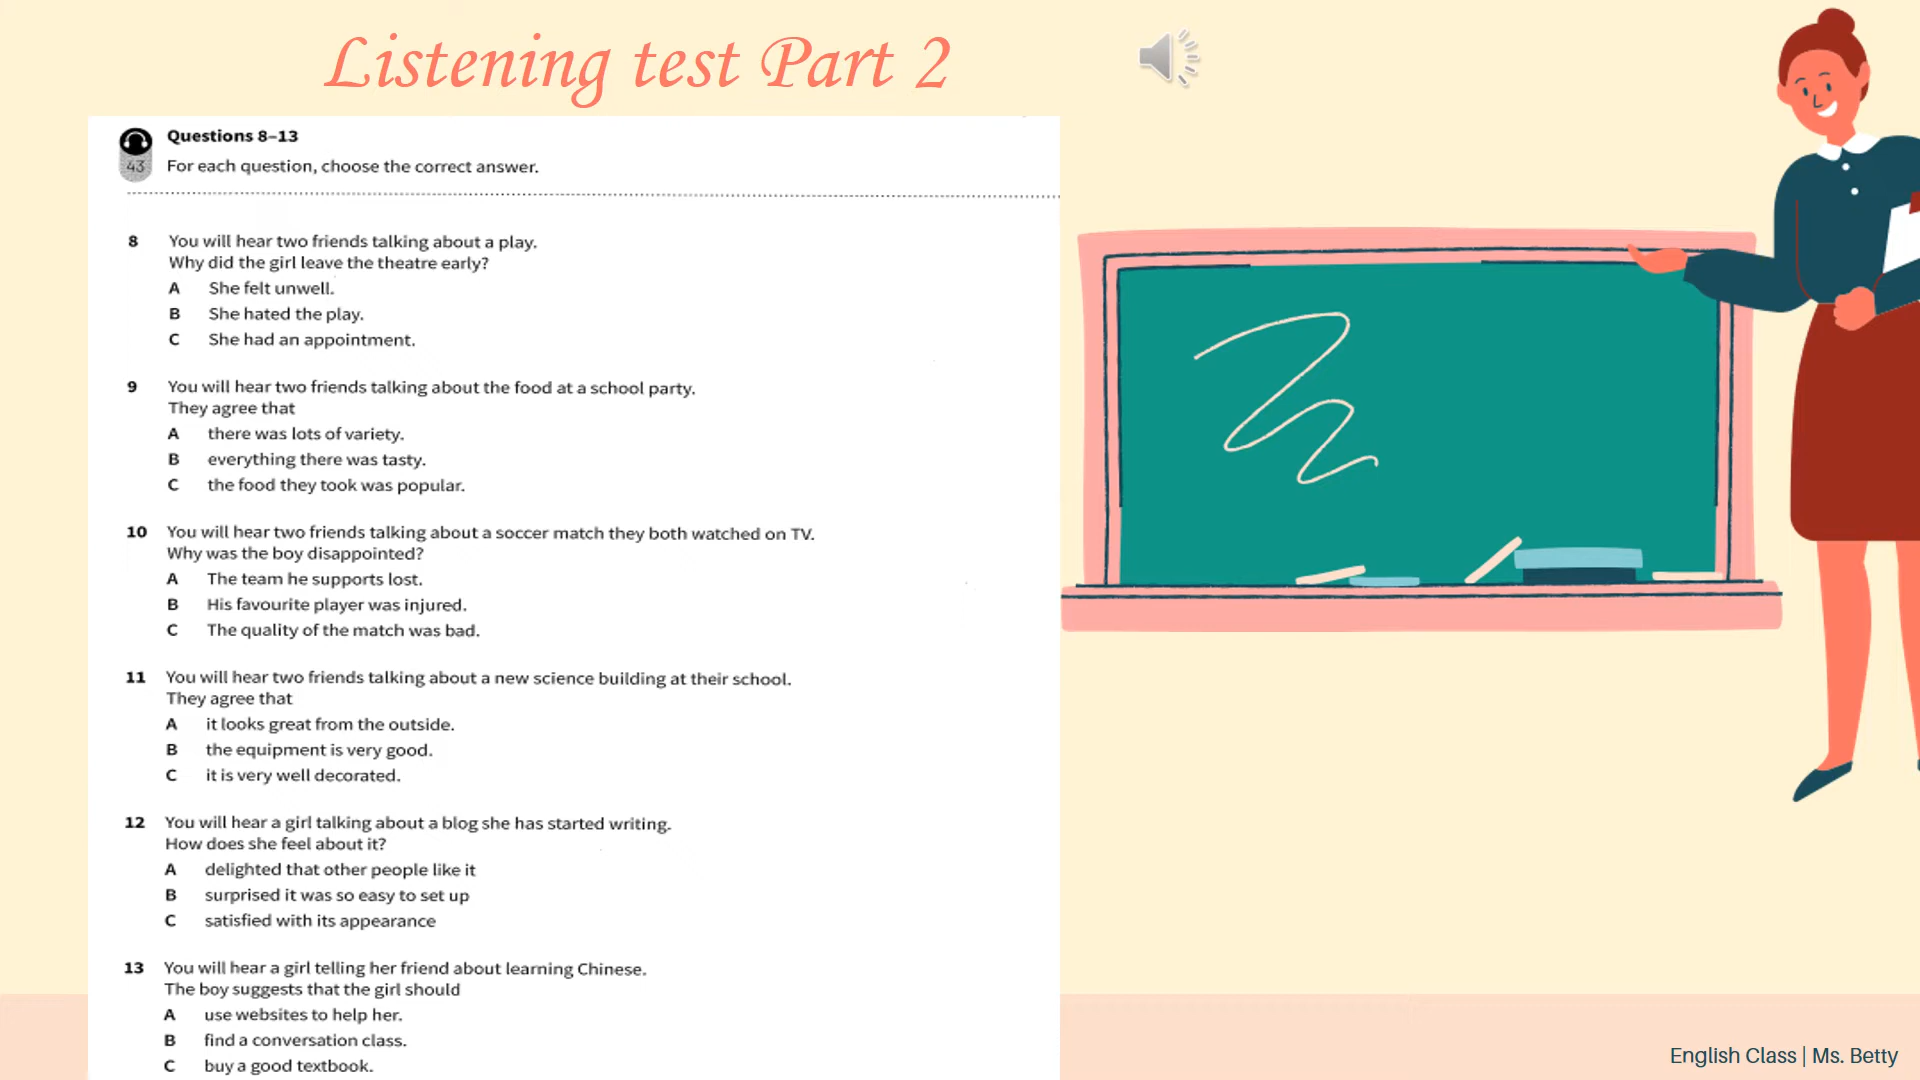 Listening test Part 2
Questions 8–13
43
For each question, choose the correct answer.
8 You will hear two friends talking about a play.
Why did the girl leave the theatre early?
A She felt unwell.
B She hated the play.
C She had an appointment.
9 You will hear two friends talking about the food at a school party.
They agree that
A there was lots of variety.
B everything there was tasty.
C the food they took was popular.
10 You will hear two friends talking about a soccer match they both watched on TV.
Why was the boy disappointed?
A The team he supports lost.
B His favourite player was injured.
C The quality of the match was bad.
11 You will hear two friends talking about a new science building at their school.
They agree that
A it looks great from the outside.
B the equipment is very good.
C it is very well decorated.
12 You will hear a girl talking about a blog she has started writing.
How does she feel about it?
A delighted that other people like it
B surprised it was so easy to set up
C satisfied with its appearance
13 You will hear a girl telling her friend about learning Chinese.
The boy suggests that the girl should
A use websites to help her.
B find a conversation class.
C buy a good textbook.
English Class | Ms. Betty